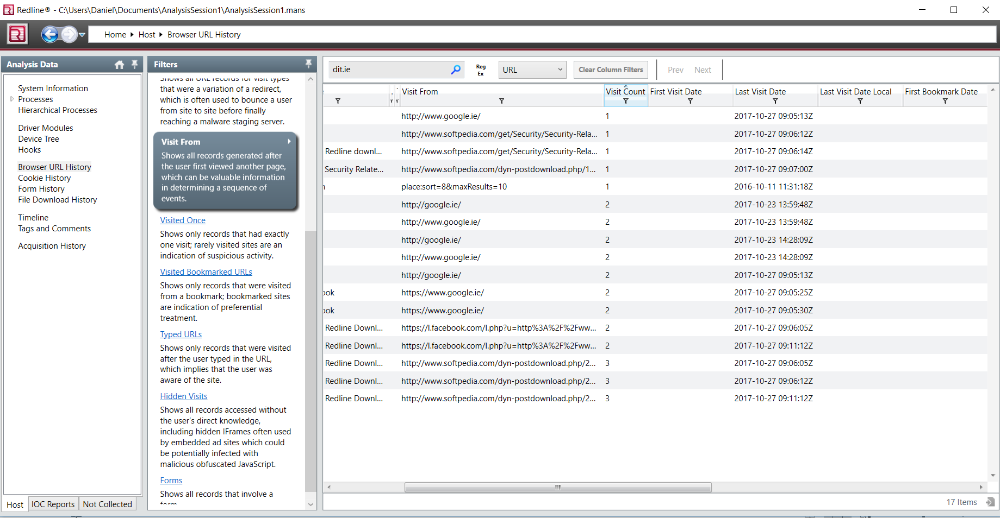 Redline® - C:\Users\Daniel\Documents\AnalysisSession1\AnalysisSession1.mans
Home Host Browser URL History
Analysis Data
System Information
Processes
Hierarchical Processes
Driver Modules
Device Tree
Hooks
Browser URL History
Cookie History
Form History
File Download History
Timeline
Tags and Comments
Acquisition History
Host IOC Reports Not Collected
Filters
Shows all URL records for visit types
that were a variation of a redirect,
which is often used to bounce a user
from site to site before finally
reaching a malware staging server.
Visit From
Shows all records generated after
the user first viewed another page,
which can be valuable information
in determining a sequence of
events.
Visited Once
Shows only records that had exactly
one visit; rarely visited sites are an
indication of suspicious activity.
Visited Bookmarked URLs
Shows only records that were visited
from a bookmark; bookmarked sites
are indication of preferential
treatment.
Typed URLs
Shows only records that were visited
after the user typed in the URL,
which implies that the user was
aware of the site.
Hidden Visits
Shows all records accessed without
the user's direct knowledge,
including hidden IFrames often used
by embedded ad sites which could
be potentially infected with
malicious obfuscated JavaScript.
Forms
Shows all records that involve a
form
dit.ie Reg Ex URL Clear Column Filters Prev Next
Visit From Visit Count First Visit Date Last Visit Date Last Visit Date Local First Bookmark Date
http://www.google.ie/ 1 2017-10-27 09:05:13Z
http://www.softpedia.com/get/Security/Security-Rela... 1 2017-10-27 09:06:12Z
Redline downl... http://www.softpedia.com/get/Security/Security-Rela... 1 2017-10-27 09:06:14Z
Security Relate... http://www.softpedia.com/dyn-postdownload.php/1... 1 2017-10-27 09:07:00Z
place:sort=8&maxResults=10 1 2016-10-11 11:31:18Z
http://google.ie/ 2 2017-10-23 13:59:48Z
http://www.google.ie/ 2 2017-10-23 13:59:48Z
http://google.ie/ 2 2017-10-23 14:28:09Z
http://www.google.ie/ 2 2017-10-23 14:28:09Z
http://google.ie/ 2 2017-10-27 09:05:13Z
ook https://www.google.ie/ 2 2017-10-27 09:05:25Z
ook https://www.google.ie/ 2 2017-10-27 09:05:30Z
Redline Downl... https://l.facebook.com/l.php?u=http%3A%2F%2Fww... 2 2017-10-27 09:06:05Z
Redline Downl... https://l.facebook.com/l.php?u=http%3A%2F%2Fww... 2 2017-10-27 09:11:12Z
Redline Downl... http://www.softpedia.com/dyn-postdownload.php/2... 3 2017-10-27 09:06:05Z
Redline Downl... http://www.softpedia.com/dyn-postdownload.php/2... 3 2017-10-27 09:06:12Z
Redline Downl... http://www.softpedia.com/dyn-postdownload.php/2... 3 2017-10-27 09:11:12Z
17 Items